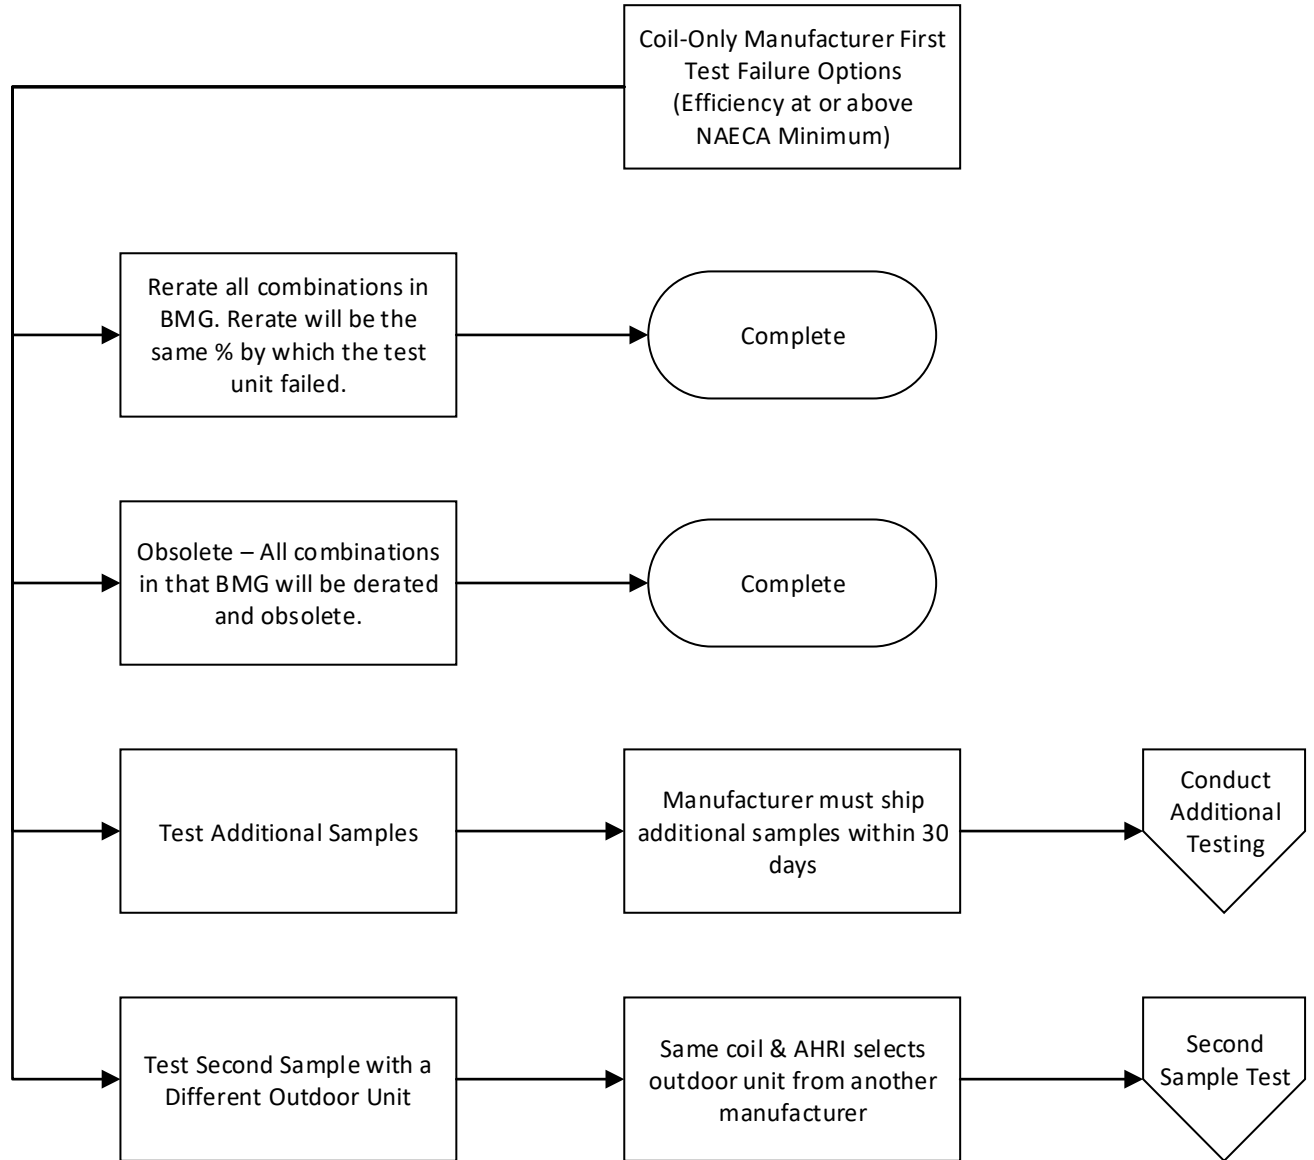 Coil-Only Manufacturer First
Test Failure Options
(Efficiency at or above
NAECA Minimum)
Rerate all combinations in
BMG. Rerate will be the
same % by which the test
unit failed.
Complete
Obsolete – All combinations
in that BMG will be derated
and obsolete.
Complete
Test Additional Samples
Manufacturer must ship
additional samples within 30
days
Conduct
Additional
Testing
Test Second Sample with a
Different Outdoor Unit
Same coil & AHRI selects
outdoor unit from another
manufacturer
Second
Sample Test